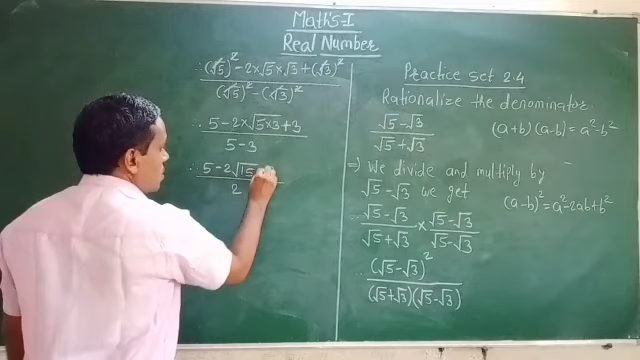 Maths-I
Real Number
Practice set 2.4
Rationalize the denominator
√5-√3 / √5+√3
(a+b)(a-b)=a²-b²
⇒ We divide and multiply by
√5-√3 we get
(a-b)²=a²-2ab+b²
∴ √5-√3 / √5+√3 × √5-√3 / √5-√3
∴ (√5-√3)² / (√5+√3)(√5-√3)
∴ (√5)²-2×√5×√3+(√3)² / (√5)²-(√3)²
∴ 5-2×√5×3+3 / 5-3
∴ 5-2√15 / 2